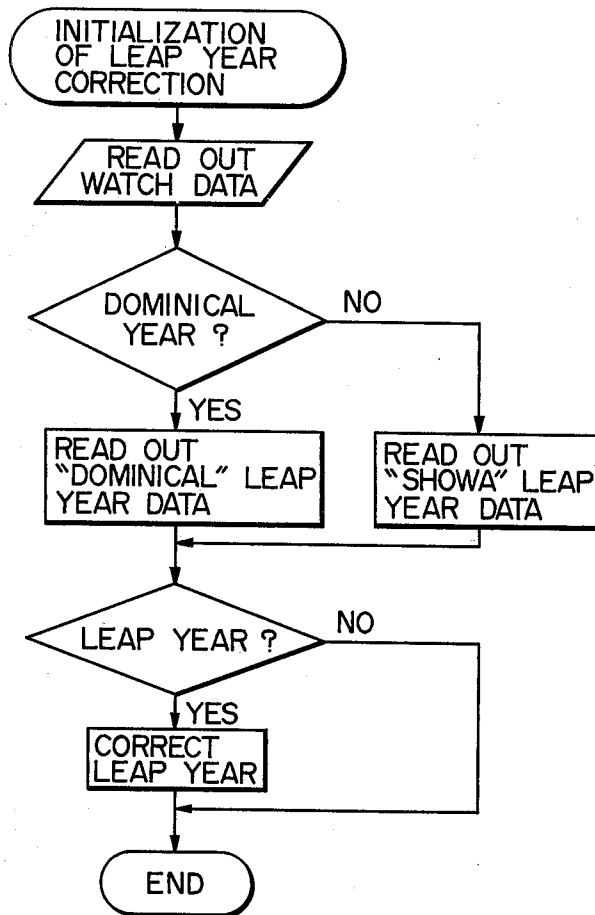 INITIALIZATION
OF LEAP YEAR
CORRECTION
READ OUT
WATCH DATA
DOMINICAL
YEAR ?
NO
YES
READ OUT
"DOMINICAL" LEAP
YEAR DATA
READ OUT
"SHOWA" LEAP
YEAR DATA
LEAP YEAR ?
NO
YES
CORRECT
LEAP YEAR
END